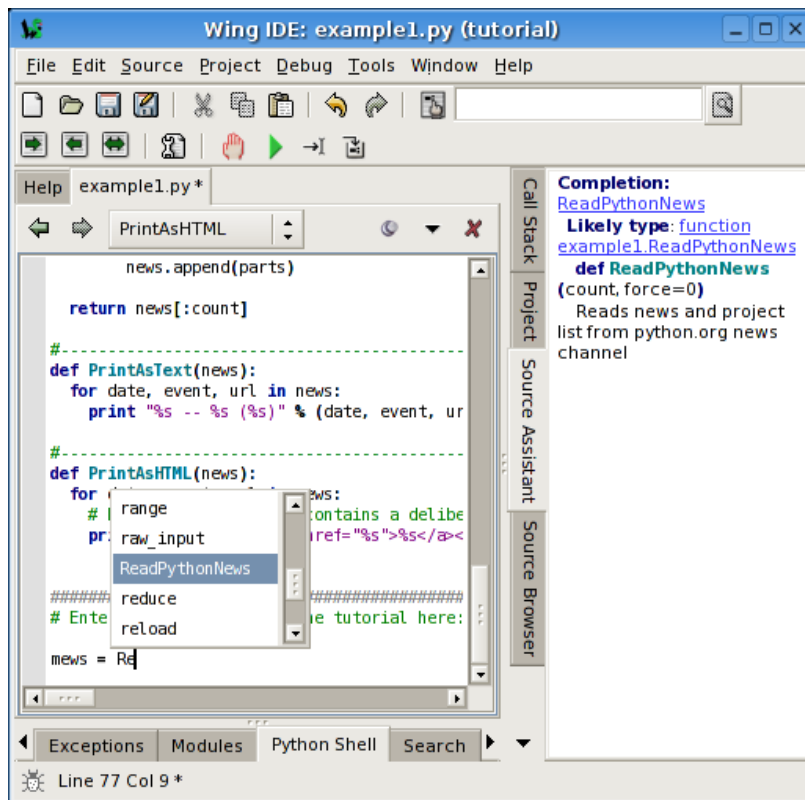 Wing IDE: example1.py (tutorial)
File Edit Source Project Debug Tools Window Help
Help example1.py*
PrintAsHTML
news.append(parts)
return news[:count]
#--------------------------------------------
def PrintAsText(news):
for date, event, url in news:
print "%s -- %s (%s)" % (date, event, ur
#--------------------------------------------
def PrintAsHTML(news):
for news:
# contains a delibe
pr href="%s">%s</a><
range
raw_input
ReadPythonNews
reduce
reload
# Ente e tutorial here:
mews = Re
Exceptions Modules Python Shell Search
Line 77 Col 9 *
Call Stack
Project
Source Assistant
Source Browser
Completion:
ReadPythonNews
Likely type: function
example1.ReadPythonNews
def ReadPythonNews
(count, force=0)
Reads news and project
list from python.org news
channel